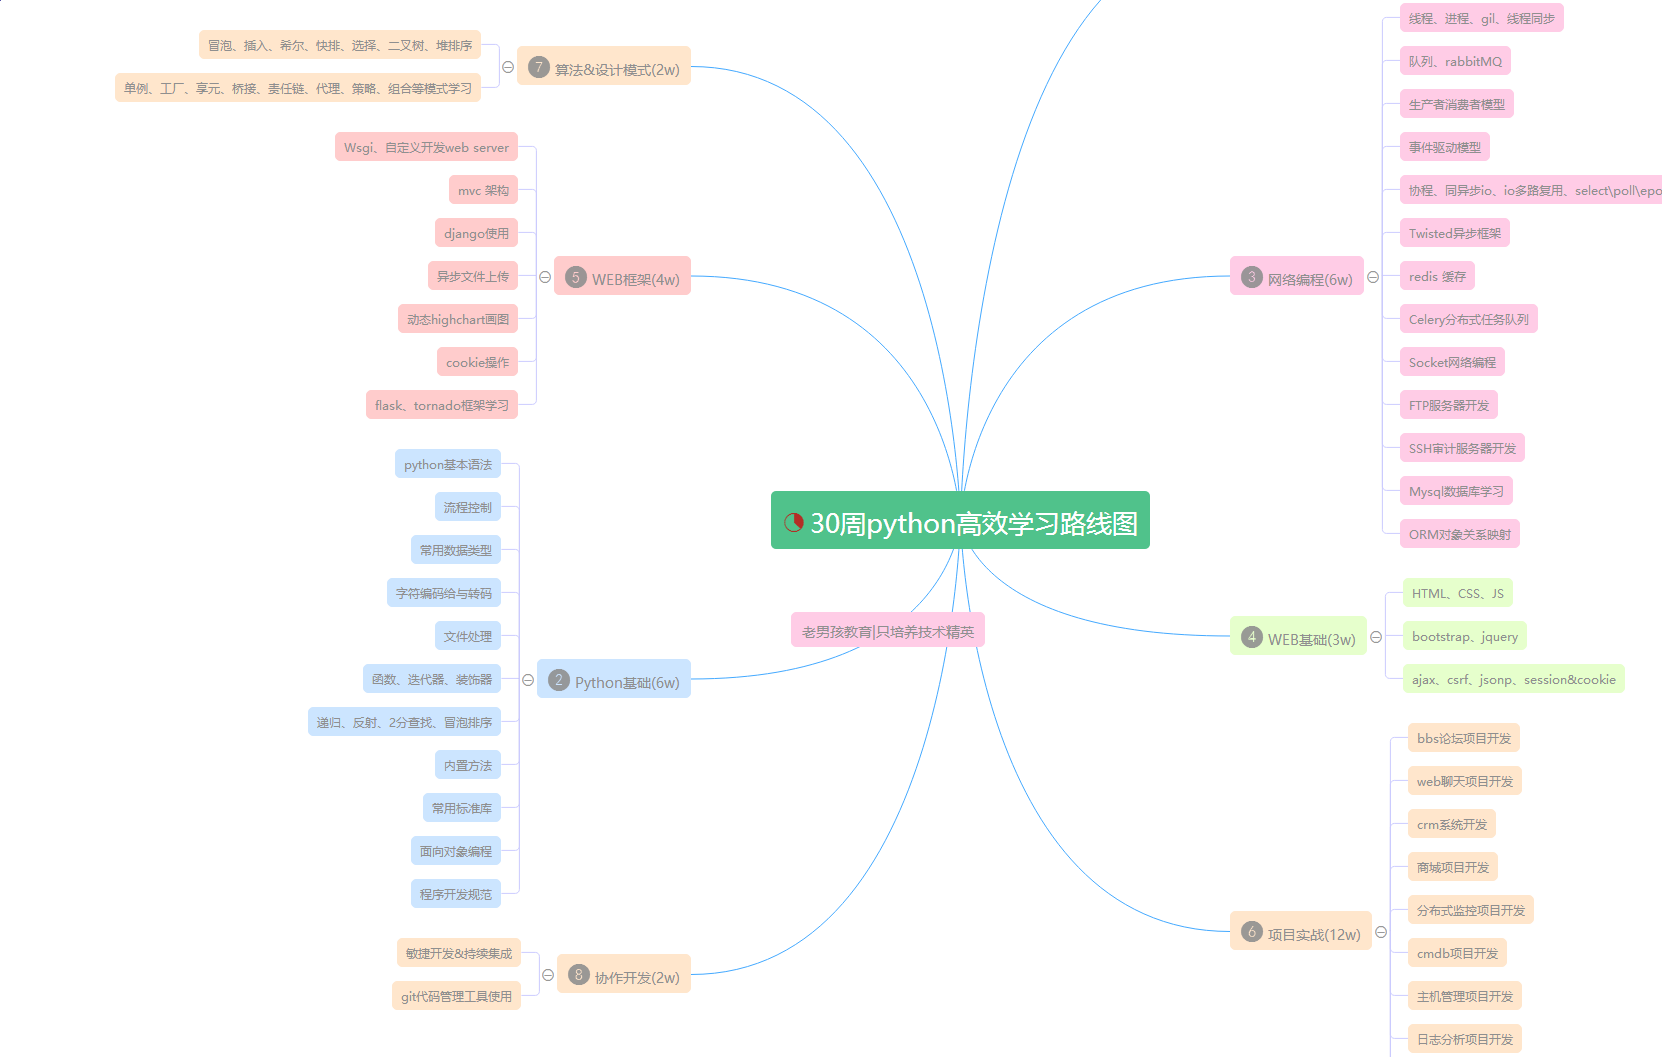 30周python高效学习路线图
老男孩教育|只培养技术精英
7 算法&设计模式(2w)
冒泡、插入、希尔、快排、选择、二叉树、堆排序
单例、工厂、享元、桥接、责任链、代理、策略、组合等模式学习
5 WEB框架(4w)
Wsgi、自定义开发web server
mvc 架构
django使用
异步文件上传
动态highchart画图
cookie操作
flask、tornado框架学习
2 Python基础(6w)
python基本语法
流程控制
常用数据类型
字符编码给与转码
文件处理
函数、迭代器、装饰器
递归、反射、2分查找、冒泡排序
内置方法
常用标准库
面向对象编程
程序开发规范
8 协作开发(2w)
敏捷开发&持续集成
git代码管理工具使用
3 网络编程(6w)
线程、进程、gil、线程同步
队列、rabbitMQ
生产者消费者模型
事件驱动模型
协程、同异步io、io多路复用、select\poll\epo
Twisted异步框架
redis 缓存
Celery分布式任务队列
Socket网络编程
FTP服务器开发
SSH审计服务器开发
Mysql数据库学习
ORM对象关系映射
4 WEB基础(3w)
HTML、CSS、JS
bootstrap、jquery
ajax、csrf、jsonp、session&cookie
6 项目实战(12w)
bbs论坛项目开发
web聊天项目开发
crm系统开发
商城项目开发
分布式监控项目开发
cmdb项目开发
主机管理项目开发
日志分析项目开发